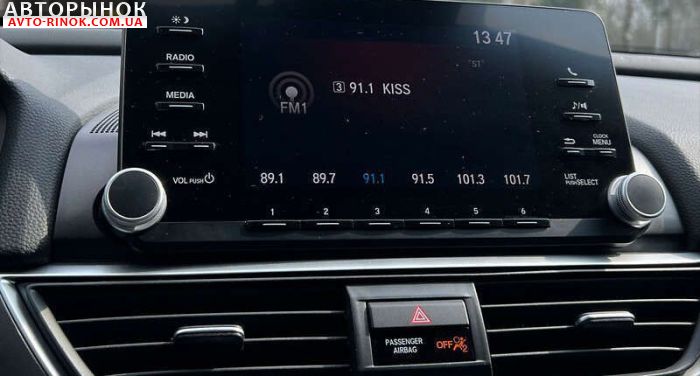 АВТОРЫНОК
AVTO-RINOK.COM.UA
13 47
RADIO
"ST"
3 91.1 KISS
FM1
MEDIA
CLOCK
MENU
VOL PUSH
89.1 89.7 91.1 91.5 101.3 101.7
LIST
PUSH SELECT
1 2 3 4 5 6
PASSENGER
AIRBAG
OFF 2